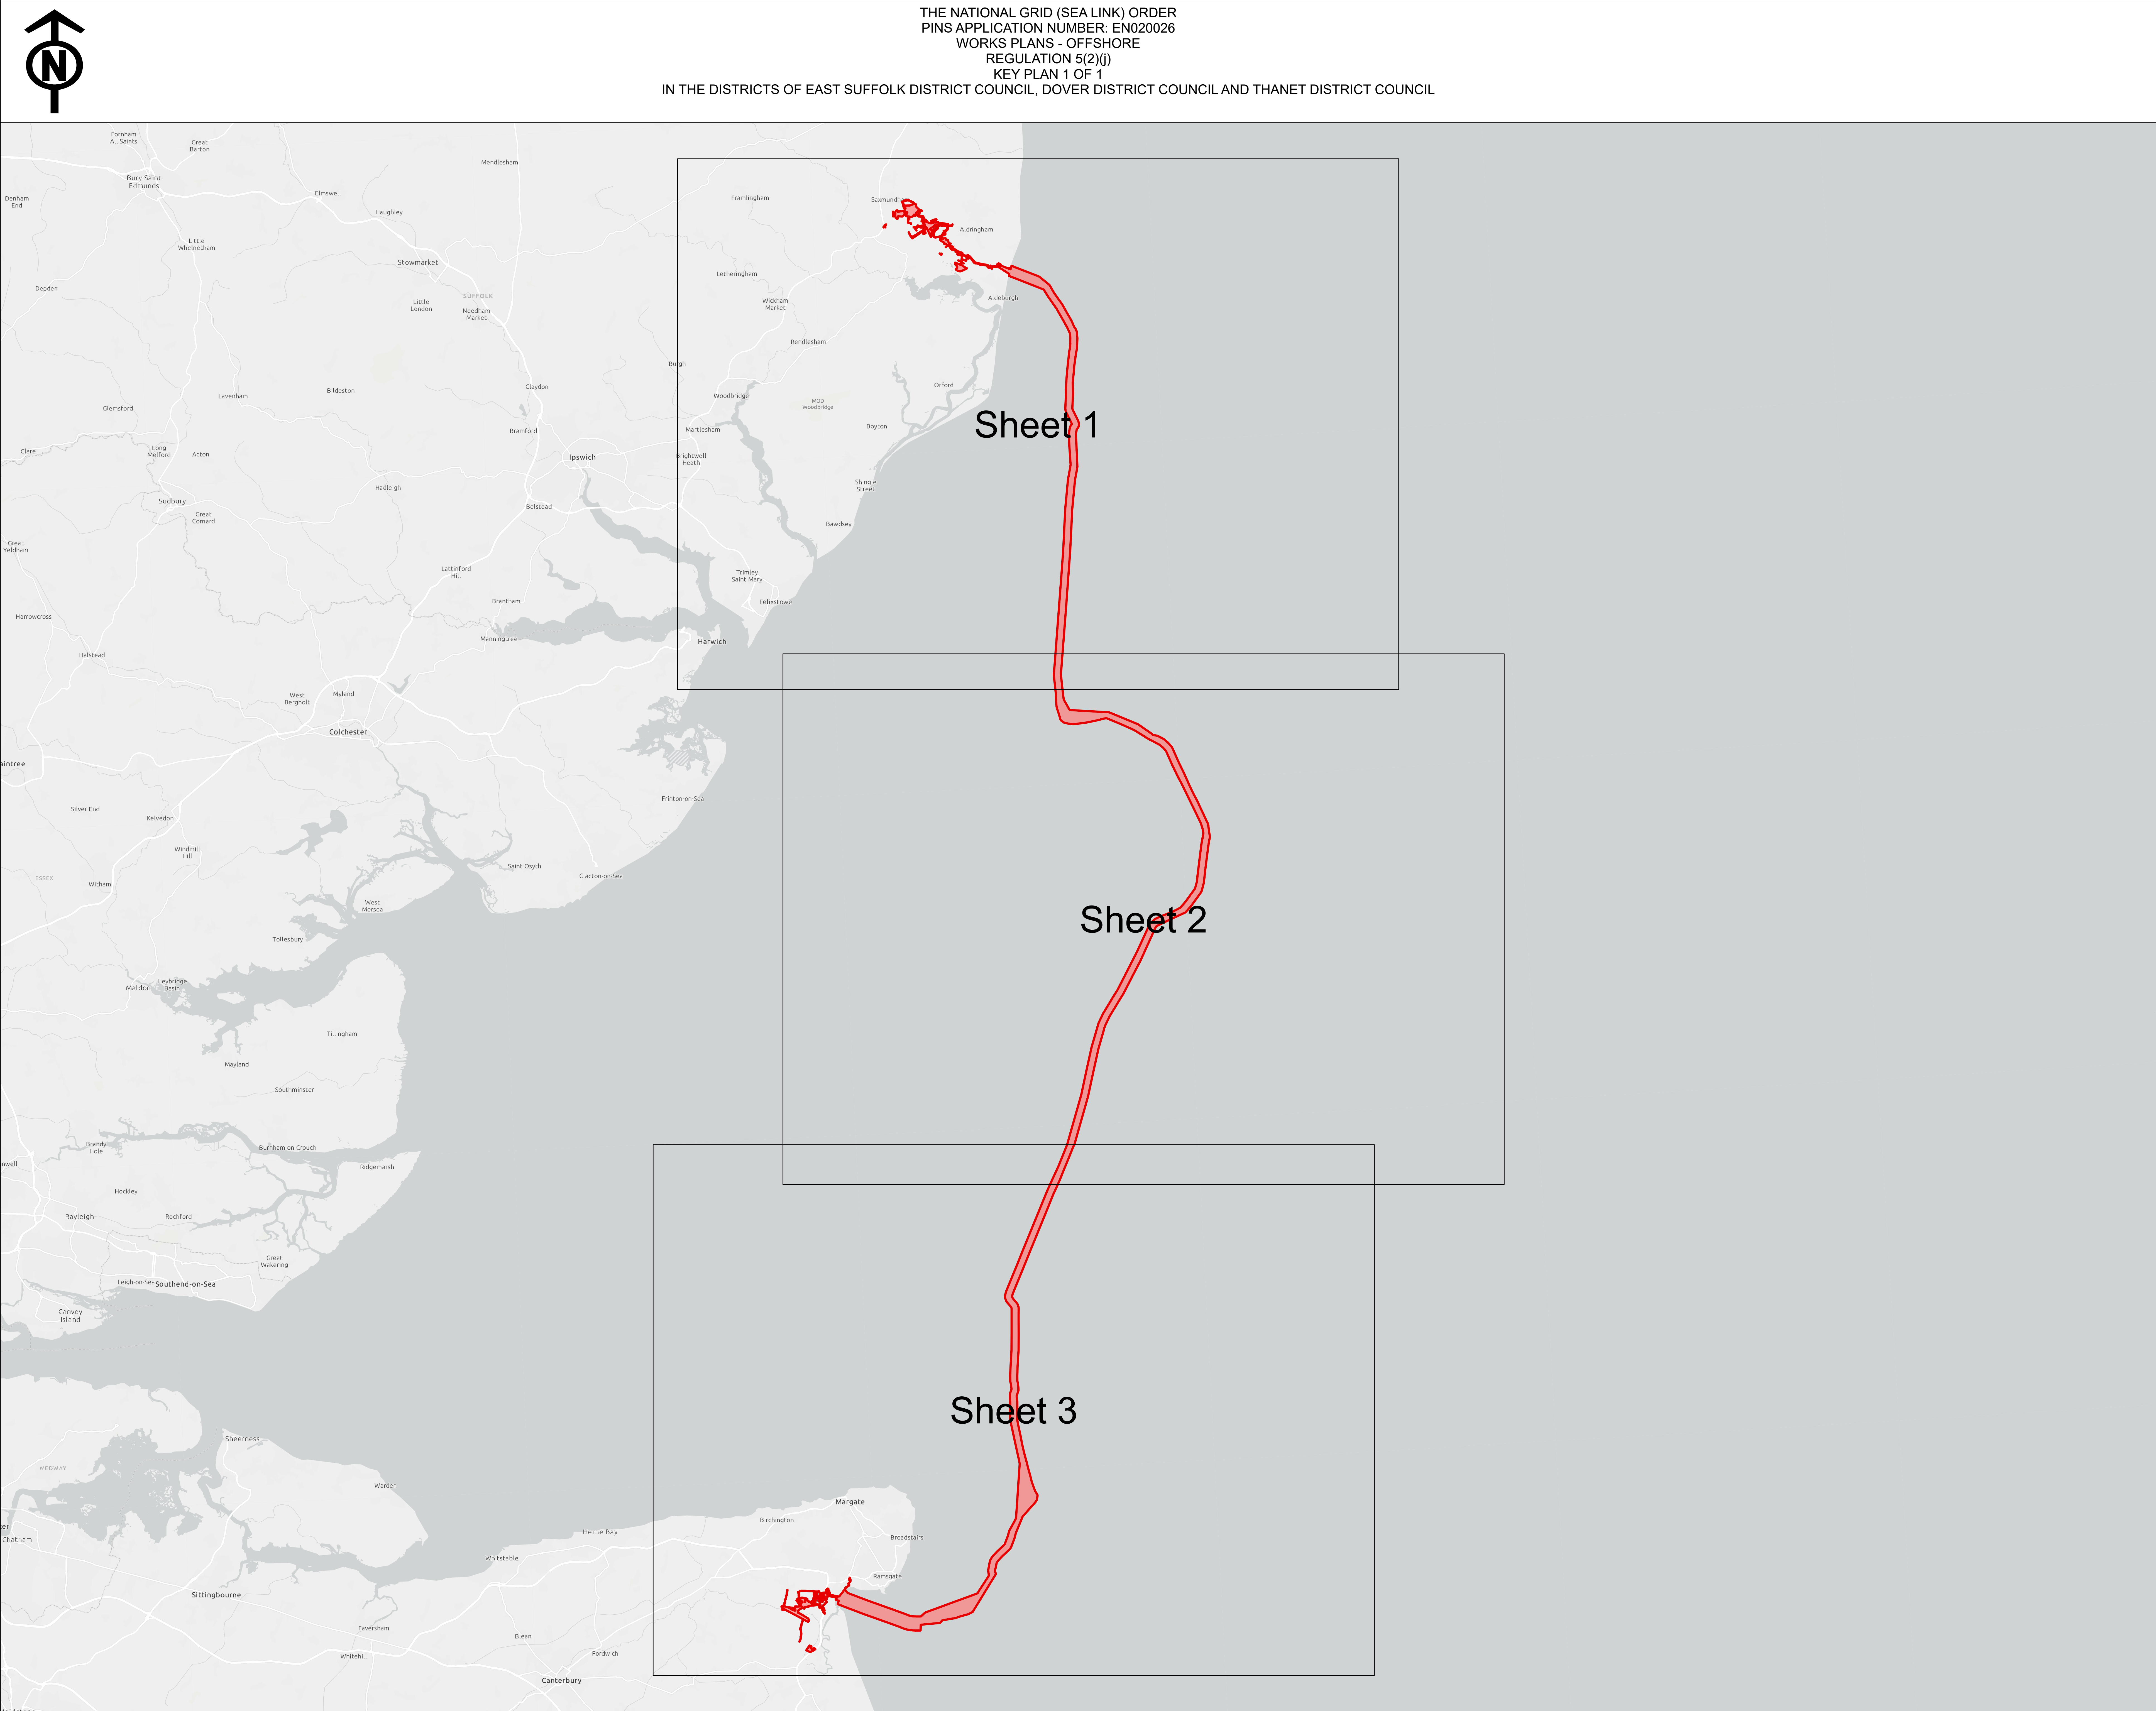 N
THE NATIONAL GRID (SEA LINK) ORDER
PINS APPLICATION NUMBER: EN020026
WORKS PLANS - OFFSHORE
REGULATION 5(2)(j)
KEY PLAN 1 OF 1
IN THE DISTRICTS OF EAST SUFFOLK DISTRICT COUNCIL, DOVER DISTRICT COUNCIL AND THANET DISTRICT COUNCIL
Fornham
All Saints
Great
Barton
Mendlesham
Bury Saint
Edmunds
Elmswell
Denham
End
Framlingham
Saxmundham
Haughley
Aldringham
Little
Whelnetham
Stowmarket
Letheringham
Depden
SUFFOLK
Aldeburgh
Little
London
Needham
Market
Wickham
Market
Rendlesham
Burgh
Orford
Claydon
Bildeston
Lavenham
Woodbridge
MOD
Woodbridge
Glemsford
Sheet 1
Boyton
Martlesham
Bramford
Clare
Long
Melford
Acton
Ipswich
Brightwell
Heath
Shingle
Street
Hadleigh
Sudbury
Belstead
Great
Cornard
Bawdsey
Great
Yeldham
Lattinford
Hill
Trimley
Saint Mary
Brantham
Felixstowe
Harrowcross
Manningtree
Harwich
Halstead
West
Bergholt
Myland
Colchester
aintree
Frinton-on-Sea
Silver End
Kelvedon
Windmill
Hill
Saint Osyth
Clacton-on-Sea
ESSEX
Witham
West
Mersea
Sheet 2
Tollesbury
Maldon
Heybridge
Basin
Tillingham
Mayland
Southminster
Brandy
Hole
Burnham-on-Crouch
nwell
Ridgemarsh
Hockley
Rayleigh
Rochford
Great
Wakering
Leigh-on-Sea
Southend-on-Sea
Canvey
Island
Sheet 3
Sheerness
MEDWAY
Warden
Margate
Birchington
ter
Chatham
Herne Bay
Broadstairs
Whitstable
Ramsgate
Sittingbourne
Faversham
Blean
Whitehill
Fordwich
Canterbury